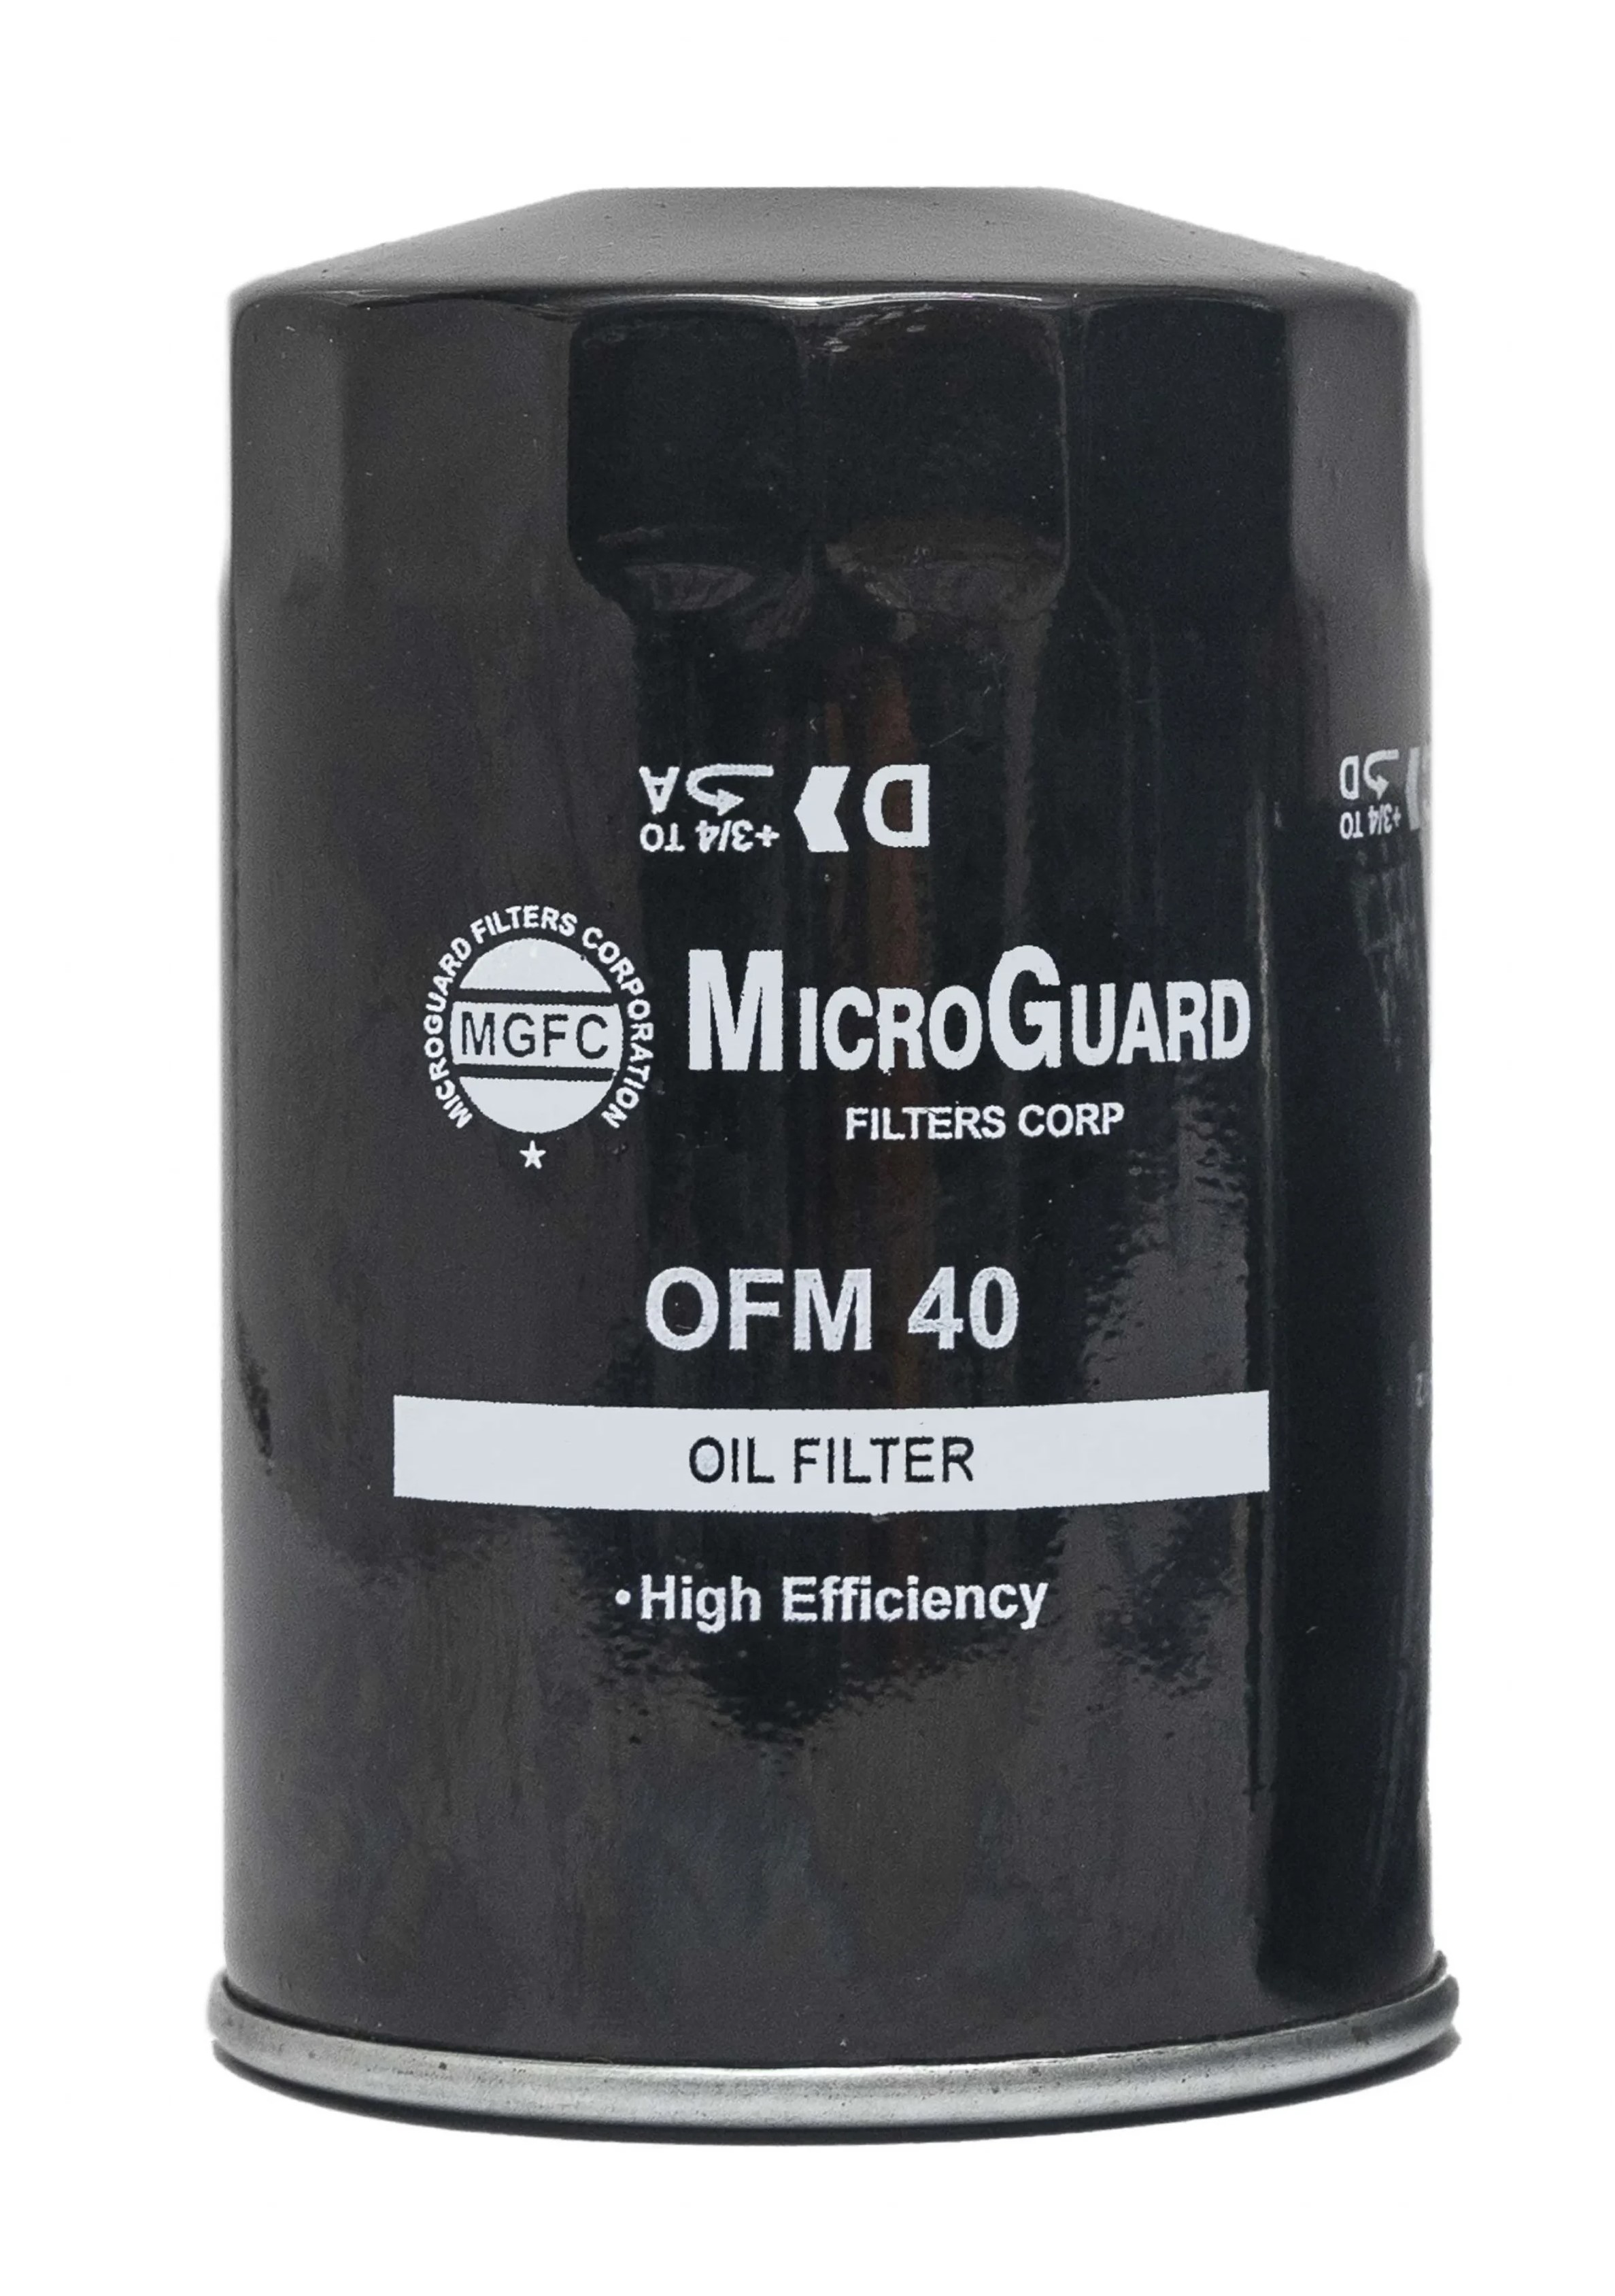 D A
+3/4 TO
D
+3/4 TO
MICROGUARD FILTERS CORPORATION
MGFC
MICROGUARD
FILTERS CORP
OFM 40
OIL FILTER
•High Efficiency